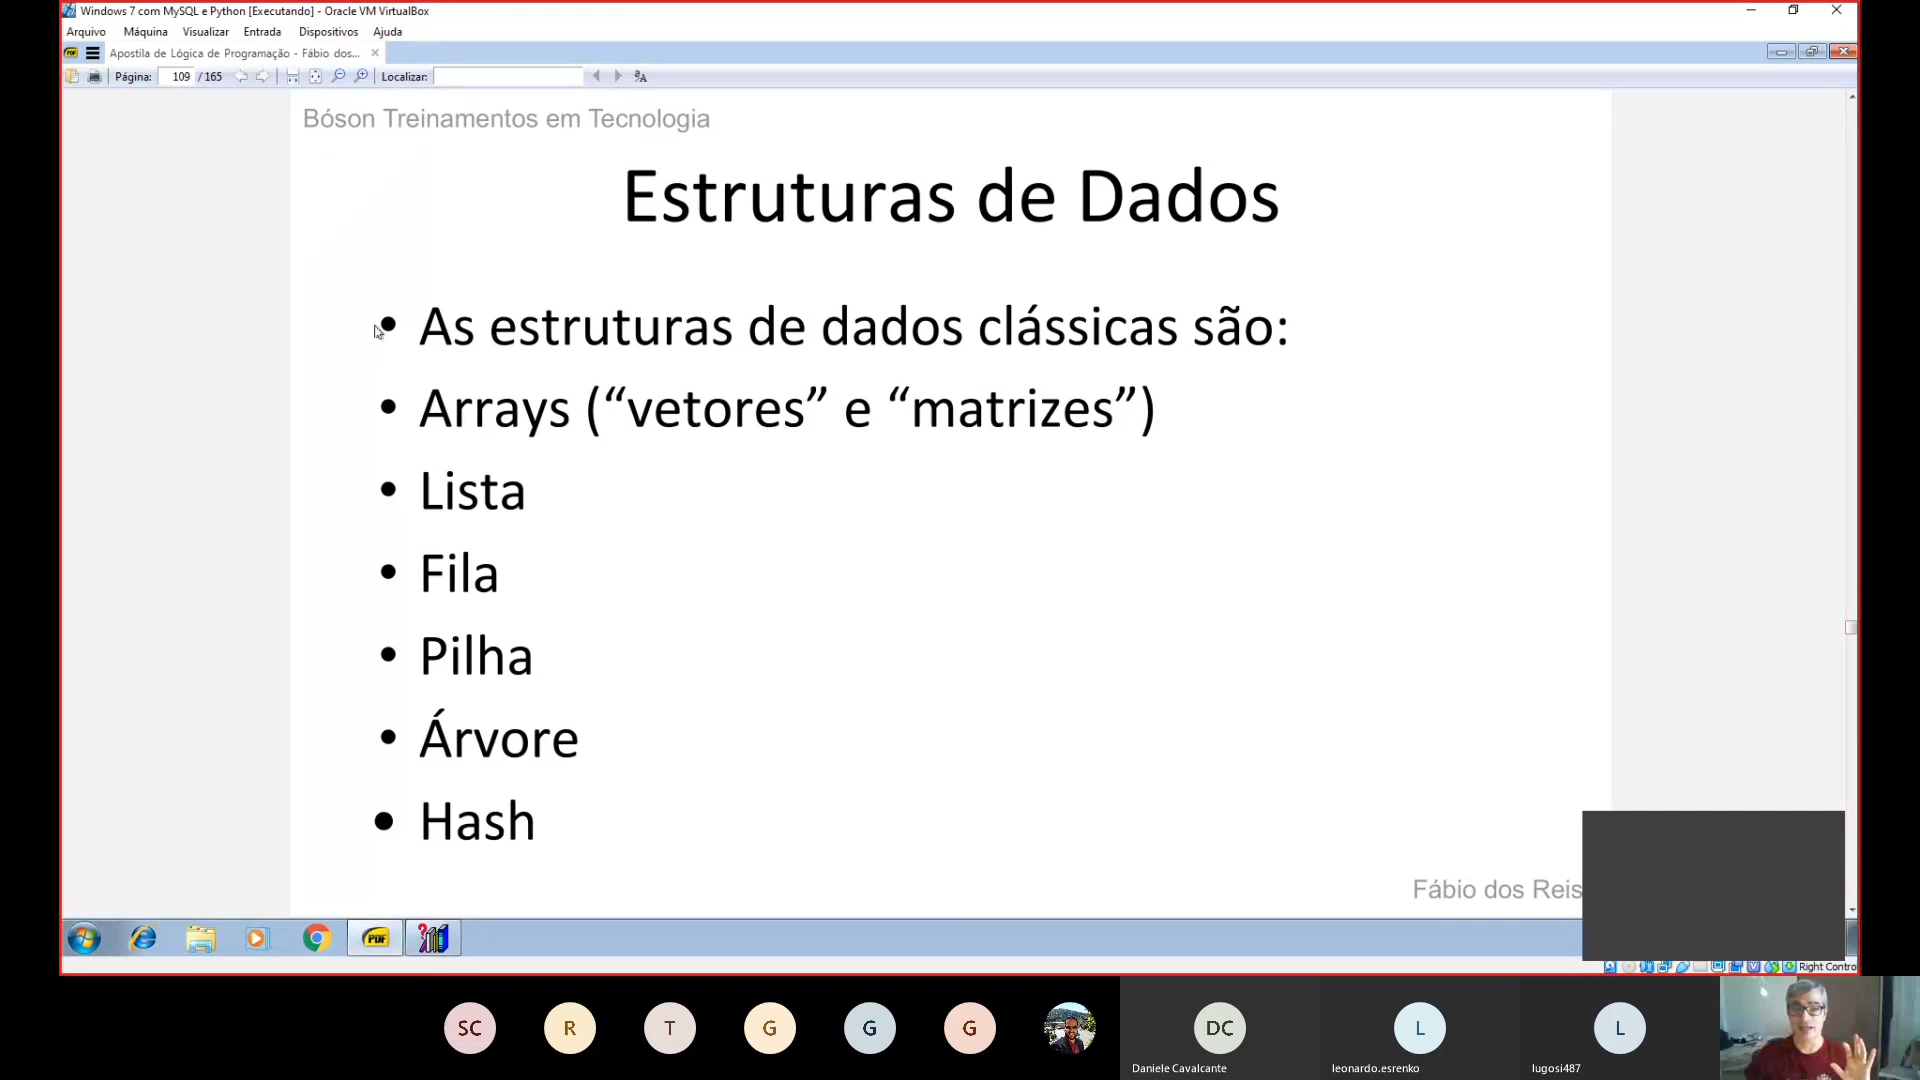 Windows 7 com MySQL e Python [Executando] - Oracle VM VirtualBox
Arquivo Máquina Visualizar Entrada Dispositivos Ajuda
PDF Apostila de Lógica de Programação - Fábio dos...
Página: 109 / 165 Localizar:
Bóson Treinamentos em Tecnologia
Estruturas de Dados
• As estruturas de dados clássicas são:
• Arrays (“vetores” e “matrizes”)
• Lista
• Fila
• Pilha
• Árvore
• Hash
Fábio dos Reis
PDF
Right Contro
SC R T G G G DC L L
Daniele Cavalcante leonardo.esrenko lugosi487